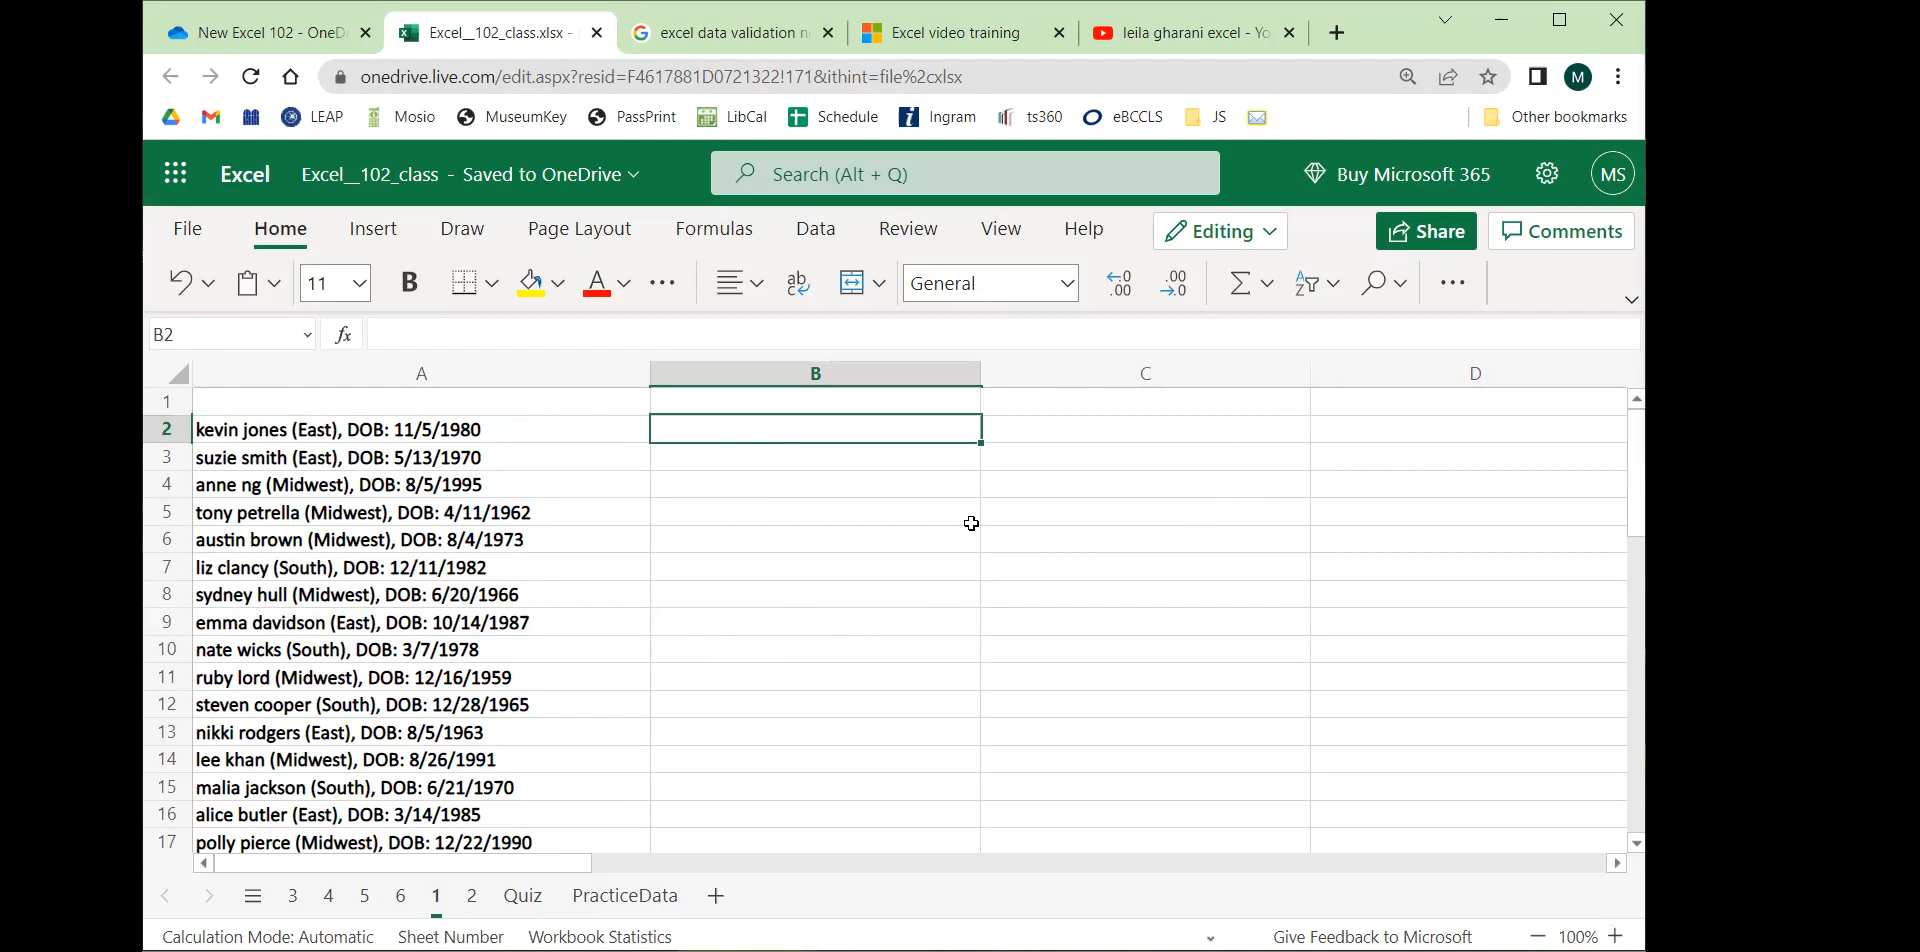 New Excel 102 - OneD
Excel__102_class.xlsx -
excel data validation n
Excel video training
leila gharani excel - Yo
onedrive.live.com/edit.aspx?resid=F4617881D0721322!171&ithint=file%2cxlsx
M
LEAP
Mosio
MuseumKey
PassPrint
LibCal
Schedule
Ingram
ts360
eBCCLS
JS
Other bookmarks
Excel
Excel__102_class - Saved to OneDrive
Search (Alt + Q)
Buy Microsoft 365
MS
File
Home
Insert
Draw
Page Layout
Formulas
Data
Review
View
Help
Editing
Share
Comments
11
B
A
ab
c
General
.00
.0
.00
.0
B2
fx
A
B
C
D
1
2 kevin jones (East), DOB: 11/5/1980
3 suzie smith (East), DOB: 5/13/1970
4 anne ng (Midwest), DOB: 8/5/1995
5 tony petrella (Midwest), DOB: 4/11/1962
6 austin brown (Midwest), DOB: 8/4/1973
7 liz clancy (South), DOB: 12/11/1982
8 sydney hull (Midwest), DOB: 6/20/1966
9 emma davidson (East), DOB: 10/14/1987
10 nate wicks (South), DOB: 3/7/1978
11 ruby lord (Midwest), DOB: 12/16/1959
12 steven cooper (South), DOB: 12/28/1965
13 nikki rodgers (East), DOB: 8/5/1963
14 lee khan (Midwest), DOB: 8/26/1991
15 malia jackson (South), DOB: 6/21/1970
16 alice butler (East), DOB: 3/14/1985
17 polly pierce (Midwest), DOB: 12/22/1990
3
4
5
6
1
2
Quiz
PracticeData
Calculation Mode: Automatic
Sheet Number
Workbook Statistics
Give Feedback to Microsoft
100%